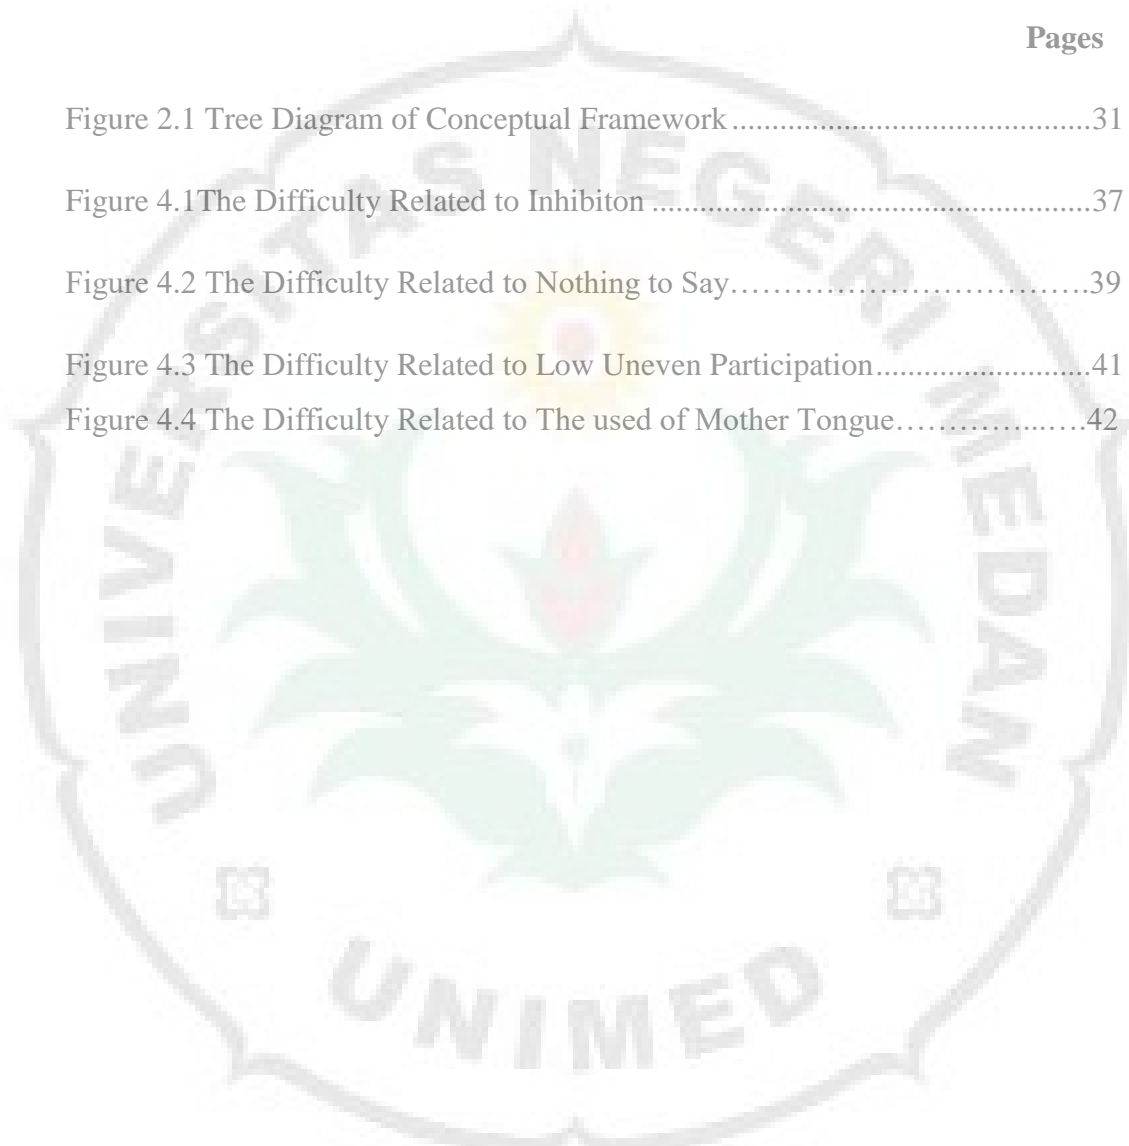 Pages
Figure 2.1 Tree Diagram of Conceptual Framework.............................................31
Figure 4.1The Difficulty Related to Inhibiton .......................................................37
Figure 4.2 The Difficulty Related to Nothing to Say……………………………….39
Figure 4.3 The Difficulty Related to Low Uneven Participation...........................41
Figure 4.4 The Difficulty Related to The used of Mother Tongue…………...….42
UNIVERSITAS NEGERI MEDAN
UNIMED